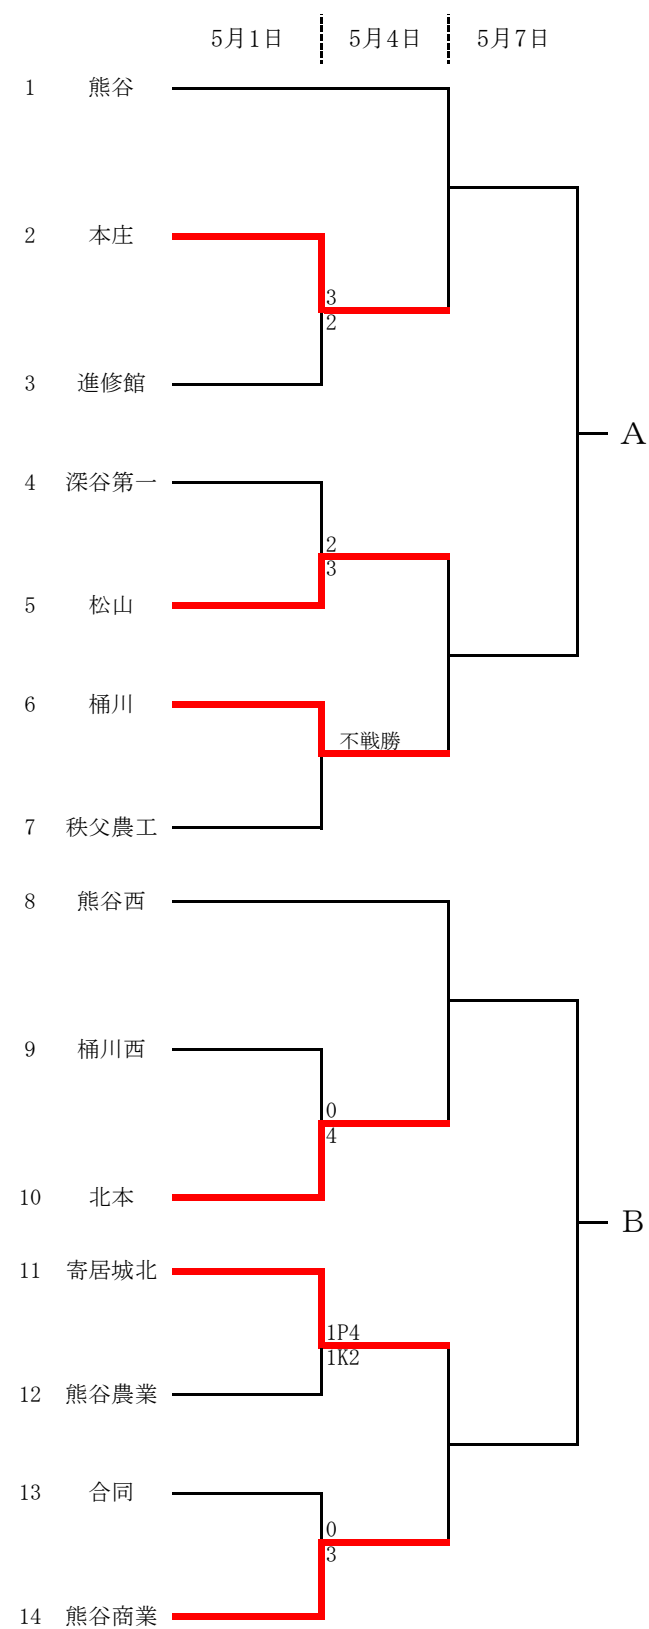 5月1日 5月4日 5月7日
1 熊谷
2 本庄
3
2
3 進修館
A
4 深谷第一
2
3
5 松山
6 桶川
不戦勝
7 秩父農工
8 熊谷西
9 桶川西
0
4
10 北本
B
11 寄居城北
1P4
1K2
12 熊谷農業
13 合同
0
3
14 熊谷商業